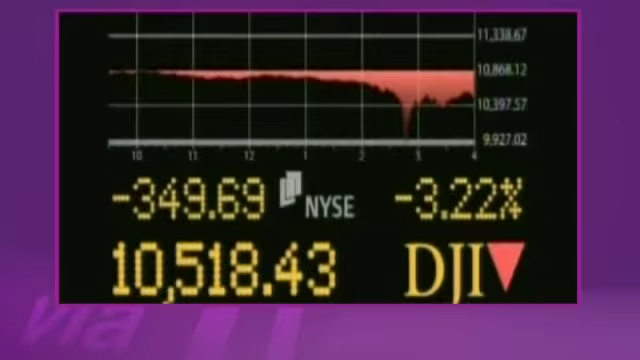 11,338.67
10,868.12
10,397.57
9,927.02
10 11 12 1 2 3 4
-349.69 NYSE -3.22%
10,518.43 DJI
via